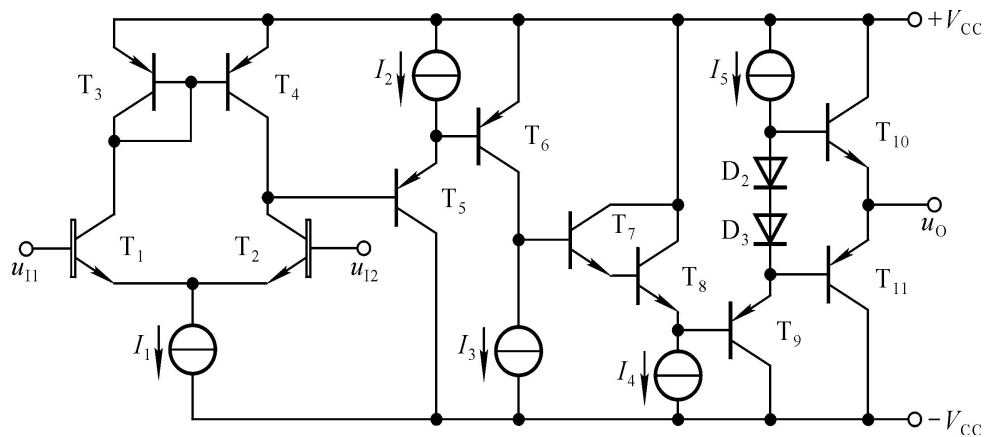 +V_CC
I_2
I_5
T_3
T_4
T_10
T_6
D_2
T_5
T_7
D_3
u_O
T_1
T_2
u_I1
u_I2
T_8
T_11
T_9
I_1
I_3
I_4
−V_CC